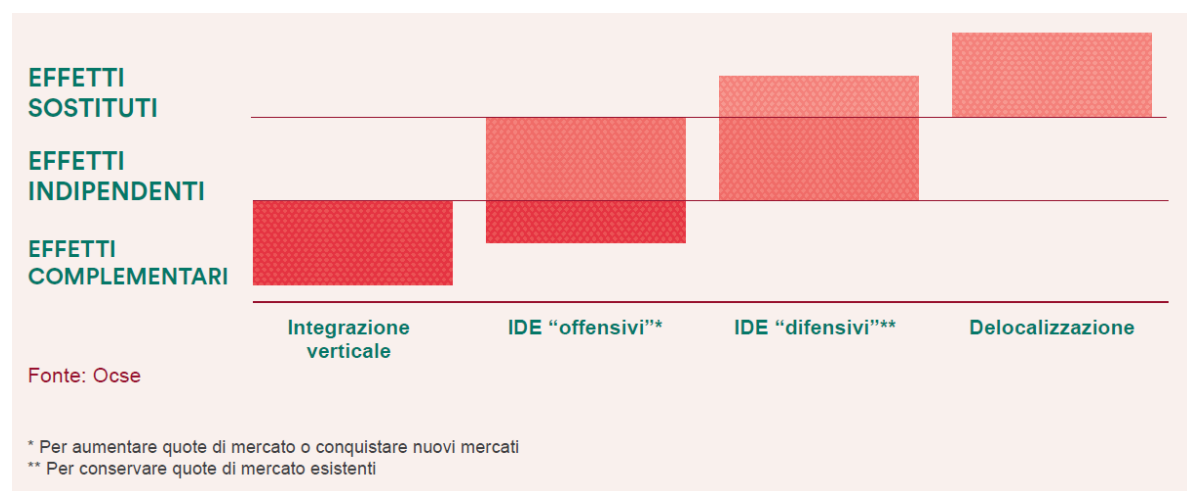 EFFETTI
SOSTITUTI
EFFETTI
INDIPENDENTI
EFFETTI
COMPLEMENTARI
Integrazione
verticale
IDE “offensivi”*
IDE “difensivi”**
Delocalizzazione
Fonte: Ocse
* Per aumentare quote di mercato o conquistare nuovi mercati
** Per conservare quote di mercato esistenti